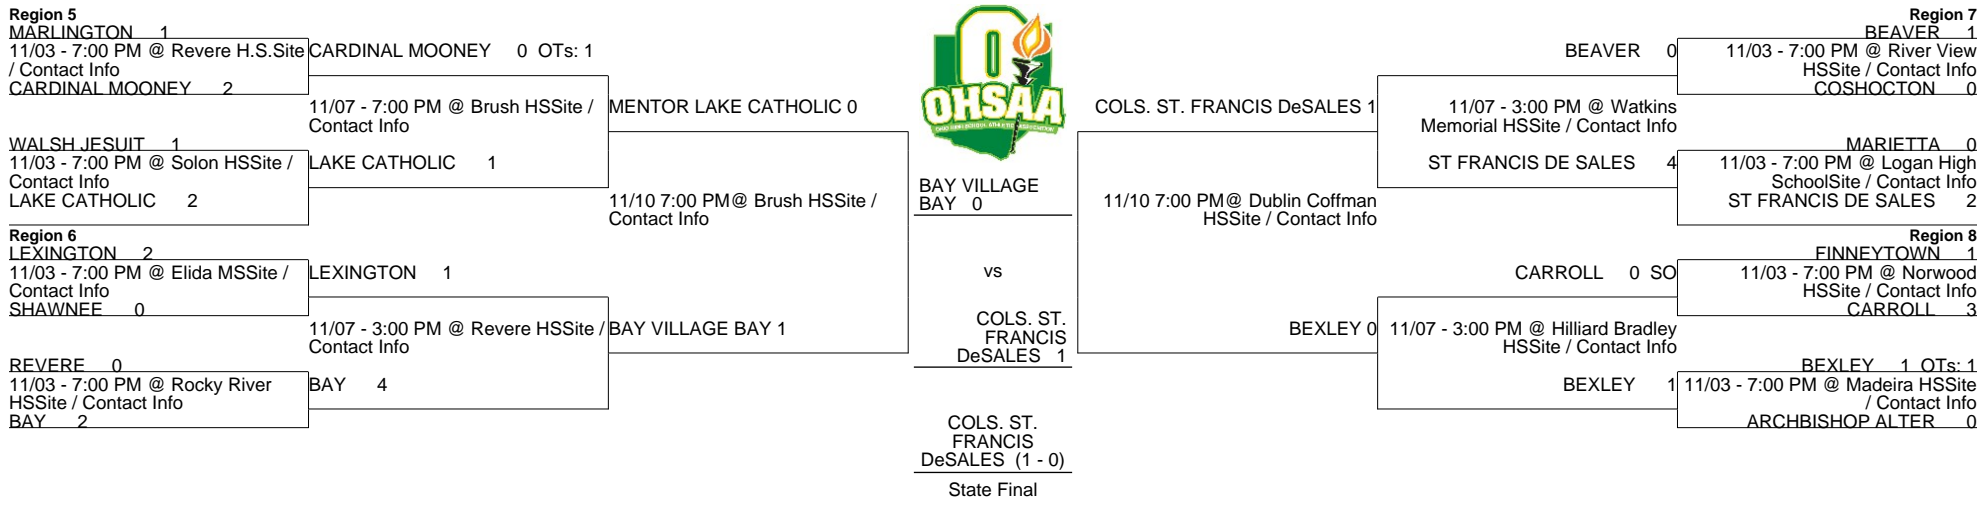 Region 5
MARLINGTON 1
11/03 - 7:00 PM @ Revere H.S.Site
/ Contact Info
CARDINAL MOONEY 2
WALSH JESUIT 1
11/03 - 7:00 PM @ Solon HSSite /
Contact Info
LAKE CATHOLIC 2
Region 6
LEXINGTON 2
11/03 - 7:00 PM @ Elida MSSite /
Contact Info
SHAWNEE 0
REVERE 0
11/03 - 7:00 PM @ Rocky River
HSSite / Contact Info
BAY 2
CARDINAL MOONEY 0 OTs: 1
11/07 - 7:00 PM @ Brush HSSite /
Contact Info
LAKE CATHOLIC 1
LEXINGTON 1
11/07 - 3:00 PM @ Revere HSSite /
Contact Info
BAY 4
MENTOR LAKE CATHOLIC 0
11/10 7:00 PM@ Brush HSSite /
Contact Info
BAY VILLAGE BAY 1
OHSAA
BAY VILLAGE
BAY 0
vs
COLS. ST.
FRANCIS
DeSALES 1
COLS. ST.
FRANCIS
DeSALES (1 - 0)
State Final
COLS. ST. FRANCIS DeSALES 1
11/10 7:00 PM@ Dublin Coffman
HSSite / Contact Info
BEXLEY 0
BEAVER 0
11/07 - 3:00 PM @ Watkins
Memorial HSSite / Contact Info
ST FRANCIS DE SALES 4
CARROLL 0 SO
11/07 - 3:00 PM @ Hilliard Bradley
HSSite / Contact Info
BEXLEY 1
Region 7
BEAVER 1
11/03 - 7:00 PM @ River View
HSSite / Contact Info
COSHOCTON 0
MARIETTA 0
11/03 - 7:00 PM @ Logan High
SchoolSite / Contact Info
ST FRANCIS DE SALES 2
Region 8
FINNEYTOWN 1
11/03 - 7:00 PM @ Norwood
HSSite / Contact Info
CARROLL 3
BEXLEY 1 OTs: 1
11/03 - 7:00 PM @ Madeira HSSite
/ Contact Info
ARCHBISHOP ALTER 0